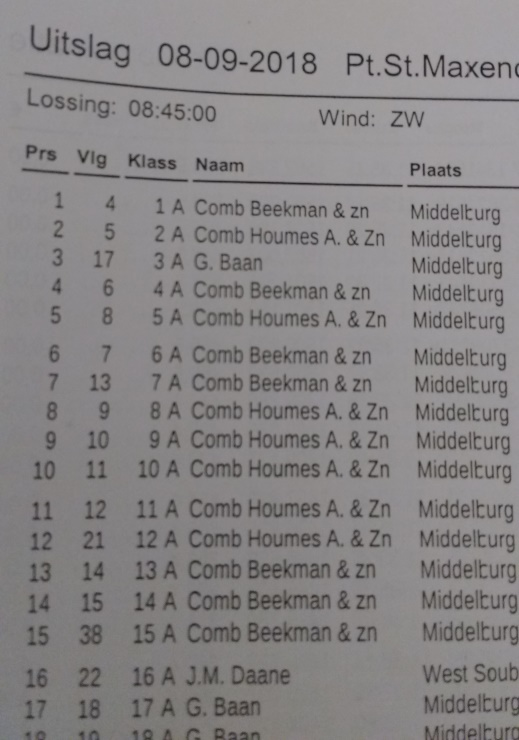 Uitslag 08-09-2018 Pt.St.Maxenc
Lossing: 08:45:00 Wind: ZW
Prs Vlg Klass Naam Plaats
1 4 1 A Comb Beekman & zn Middelburg
2 5 2 A Comb Houmes A. & Zn Middelburg
3 17 3 A G. Baan Middelburg
4 6 4 A Comb Beekman & zn Middelburg
5 8 5 A Comb Houmes A. & Zn Middelburg
6 7 6 A Comb Beekman & zn Middelburg
7 13 7 A Comb Beekman & zn Middelburg
8 9 8 A Comb Houmes A. & Zn Middelburg
9 10 9 A Comb Houmes A. & Zn Middelburg
10 11 10 A Comb Houmes A. & Zn Middelburg
11 12 11 A Comb Houmes A. & Zn Middelburg
12 21 12 A Comb Houmes A. & Zn Middelburg
13 14 13 A Comb Beekman & zn Middelburg
14 15 14 A Comb Beekman & zn Middelburg
15 38 15 A Comb Beekman & zn Middelburg
16 22 16 A J.M. Daane West Soub
17 18 17 A G. Baan Middelburg
18 19 18 A G. Baan Middelburg